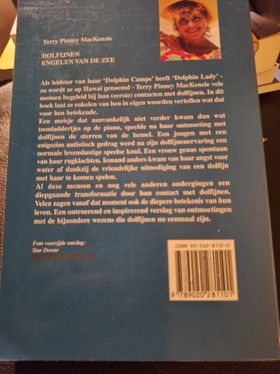 Terry Pinney MacKenzie
DOLFIJNEN
ENGELEN VAN DE ZEE
Als leidster van haar 'Dolphin Camps' heeft 'Dolphin Lady' -
zo wordt ze op Hawaï genoemd - Terry Pinney MacKenzie vele
mensen begeleid bij hun (eerste) contacten met dolfijnen. In dit
boek laat ze enkelen van hen in eigen woorden vertellen wat dat
voor hen betekende.
Een meisje dat aanvankelijk niet verder kwam dan wat
toonladdertjes op de piano, speelde na haar ontmoeting met
dolfijnen de sterren van de hemel. Een jongen met een
enigszins autistisch gedrag werd na zijn dolfijnenervaring een
normale levenslustige speelse knul. Een vrouw genas spontaan
van haar rugklachten. Iemand anders kwam van haar angst voor
water af dankzij de vriendelijke uitnodiging van een dolfijn
met haar te komen spelen.
Al deze mensen en nog vele anderen ondergingen een
diepgaande transformatie door hun contact met dolfijnen.
Velen zagen vanaf dat moment ook de diepere betekenis van hun
leven. Een ontroerend en inspirerend verslag van ontmoetingen
met de bijzondere wezens die dolfijnen nu eenmaal zijn.
Foto voorzijde omslag:
Star Dewar
ISBN 90-202-8110-0
9 789020 281101